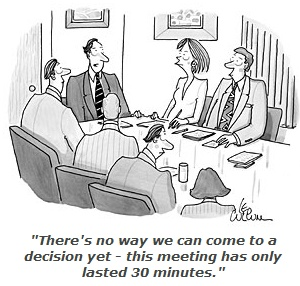 "There's no way we can come to a
decision yet - this meeting has only
lasted 30 minutes."